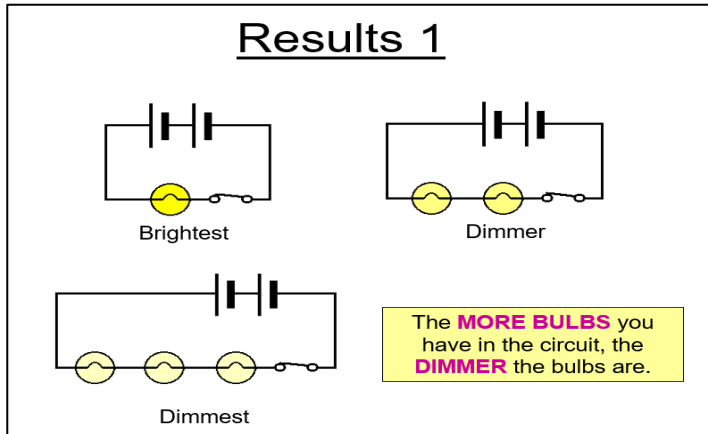 Results 1
Brightest
Dimmer
Dimmest
The MORE BULBS you
have in the circuit, the
DIMMER the bulbs are.